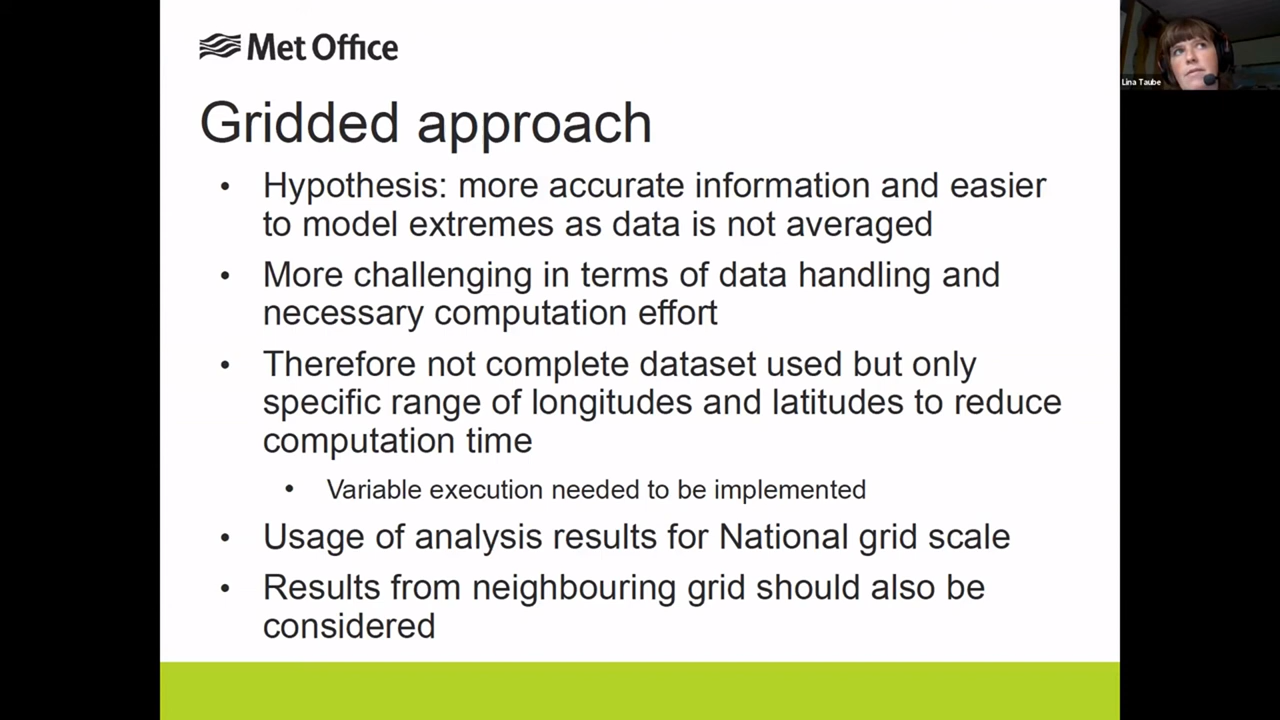 Met Office
Lina Taube
Gridded approach
• Hypothesis: more accurate information and easier
to model extremes as data is not averaged
• More challenging in terms of data handling and
necessary computation effort
• Therefore not complete dataset used but only
specific range of longitudes and latitudes to reduce
computation time
• Variable execution needed to be implemented
• Usage of analysis results for National grid scale
• Results from neighbouring grid should also be
considered